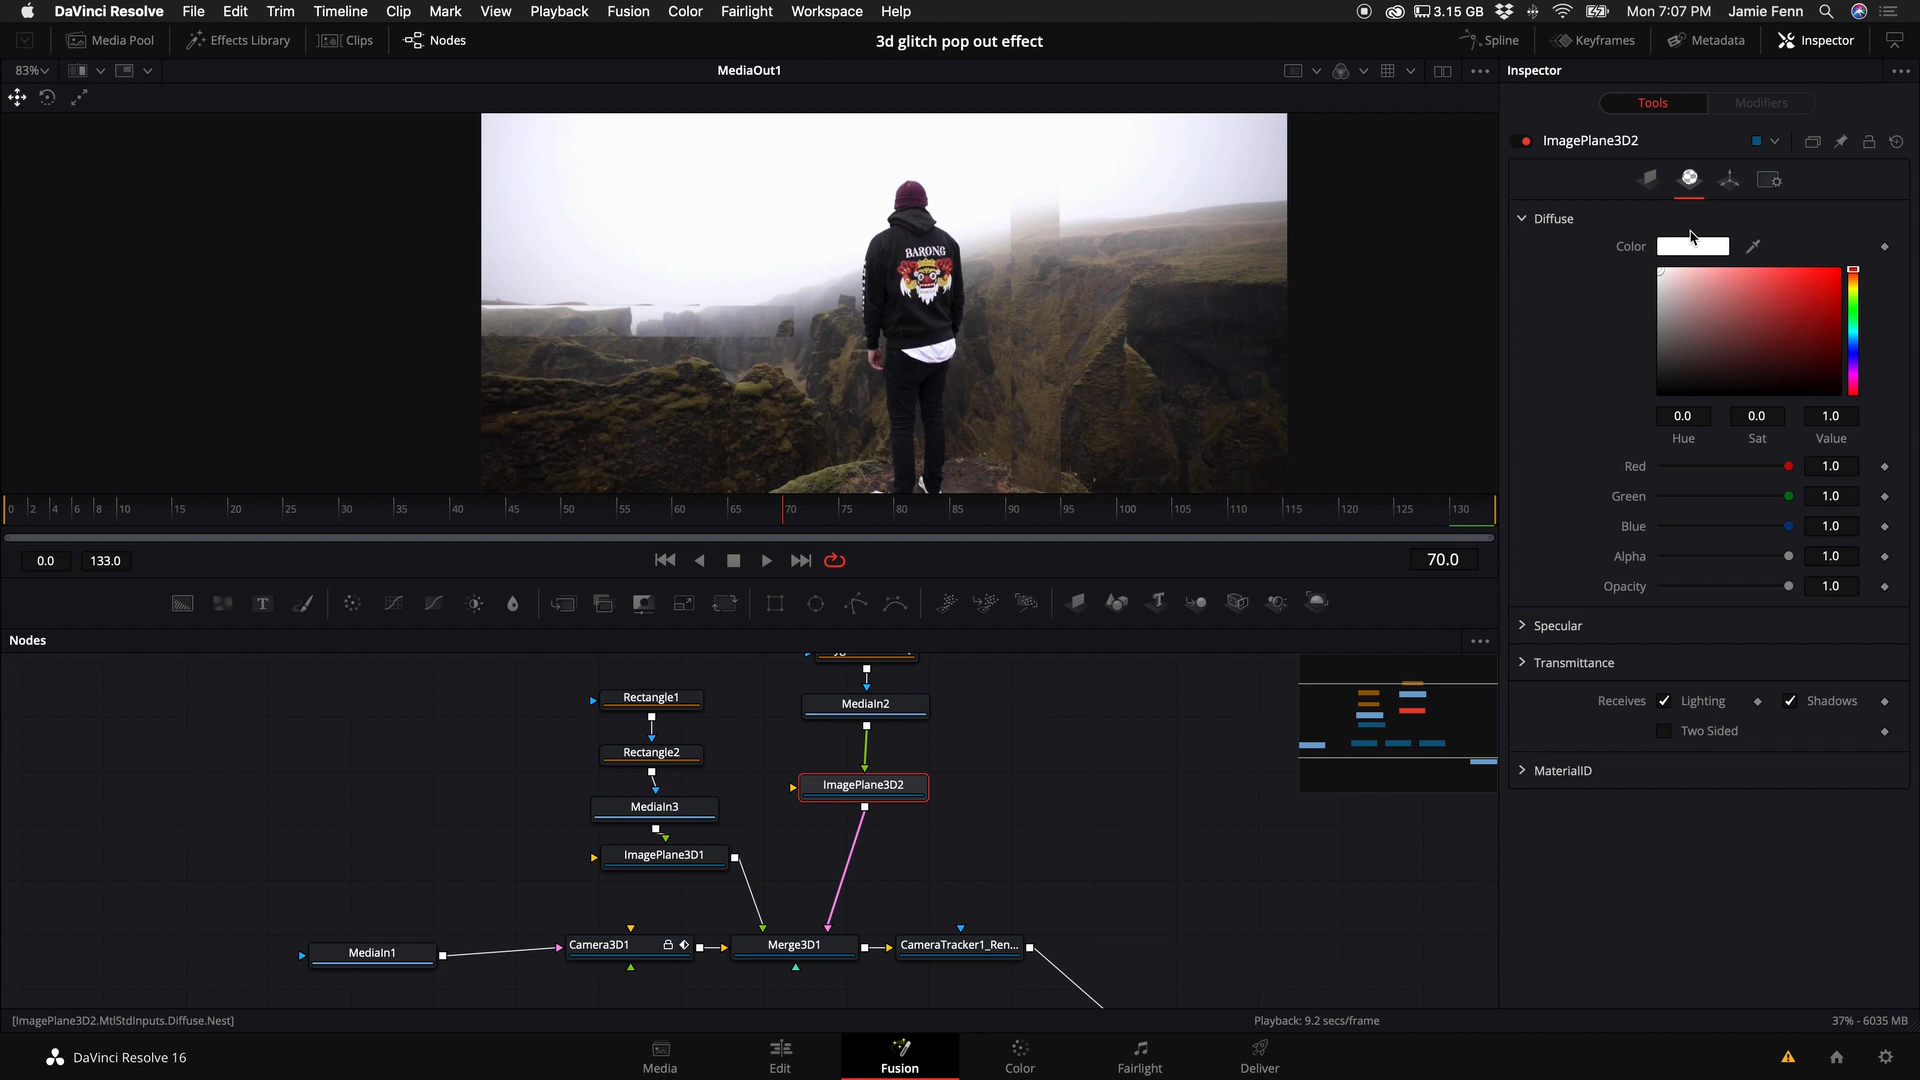 DaVinci Resolve File Edit Trim Timeline Clip Mark View Playback Fusion Color Fairlight Workspace Help 3.15 GB Mon 7:07 PM Jamie Fenn
Media Pool Effects Library Clips Nodes 3d glitch pop out effect Spline Keyframes Metadata Inspector
83% MediaOut1 Inspector
Tools Modifiers
ImagePlane3D2
Diffuse
Color
BARONG
0.0 0.0 1.0
Hue Sat Value
Red 1.0
Green 1.0
Blue 1.0
Alpha 1.0
Opacity 1.0
Specular
Transmittance
Receives Lighting Shadows
Two Sided
MaterialID
0 2 4 6 8 10 15 20 25 30 35 40 45 50 55 60 65 70 75 80 85 90 95 100 105 110 115 120 125 130
0.0 133.0 70.0
T
Nodes
Rectangle1
MediaIn2
Rectangle2
ImagePlane3D2
MediaIn3
ImagePlane3D1
MediaIn1 Camera3D1 Merge3D1 CameraTracker1_Ren...
[ImagePlane3D2.MtlStdInputs.Diffuse.Nest] Playback: 9.2 secs/frame 37% - 6035 MB
DaVinci Resolve 16 Media Edit Fusion Color Fairlight Deliver